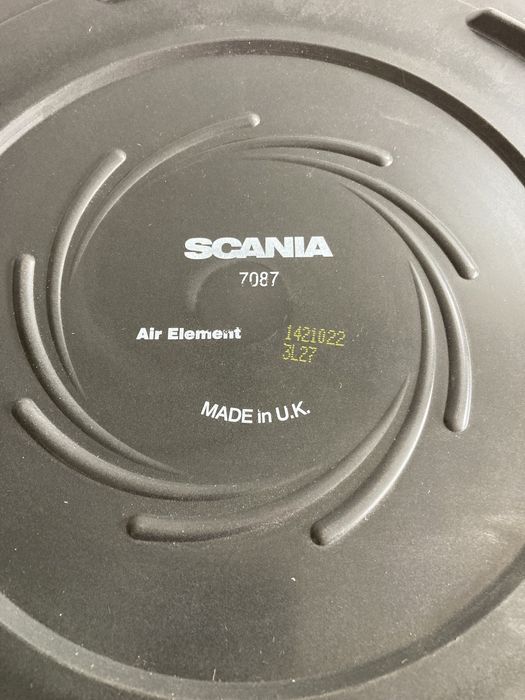 SCANIA
7087
Air Element 1421022
3L27
MADE in U.K.